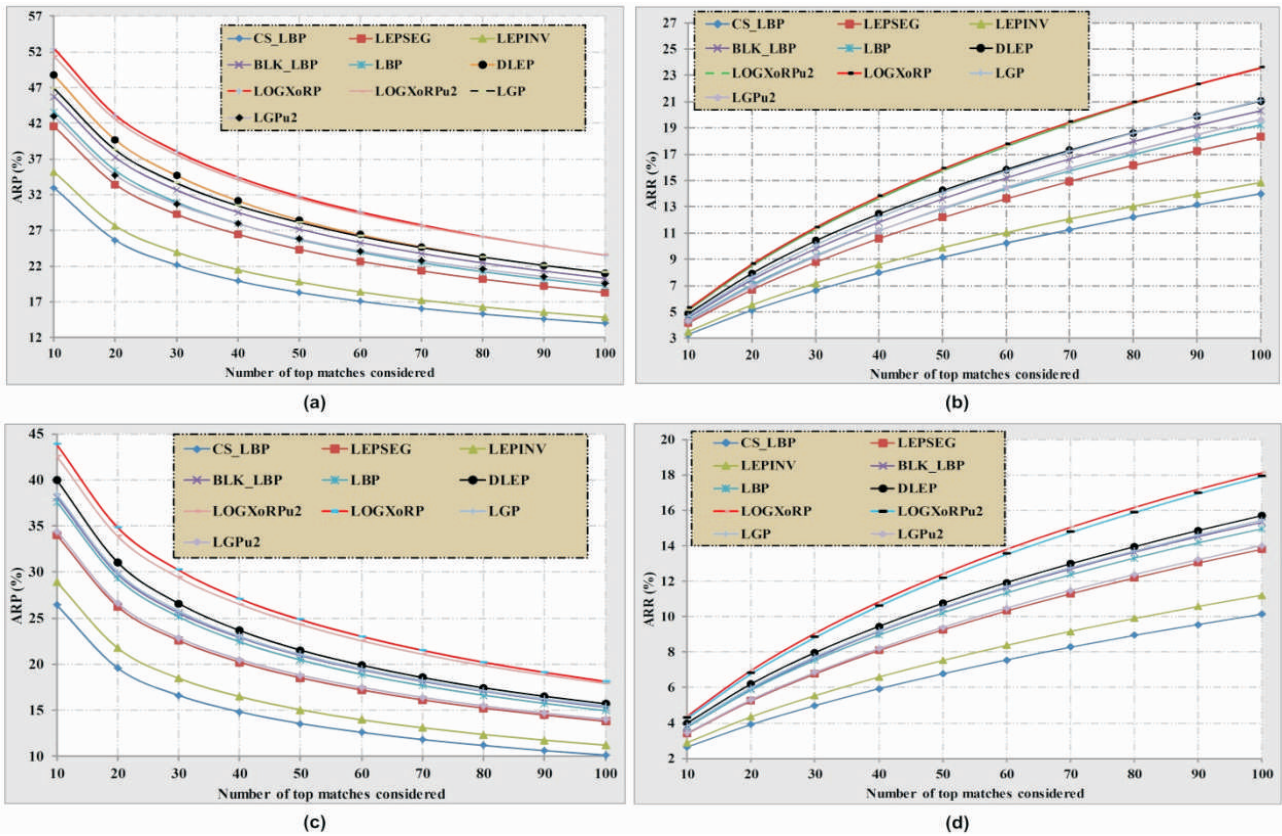 57
52
47
42
37
32
27
22
17
12
ARP (%)
CS_LBP LEPSEG LEPINV
BLK_LBP LBP DLEP
LOGXoRP LOGXoRPu2 LGP
LGPu2
10 20 30 40 50 60 70 80 90 100
Number of top matches considered
(a)
27
25
23
21
19
17
15
13
11
9
7
5
3
ARR (%)
CS_LBP LEPSEG LEPINV
BLK_LBP LBP DLEP
LOGXoRPu2 LOGXoRP LGP
LGPu2
10 20 30 40 50 60 70 80 90 100
Number of top matches considered
(b)
45
40
35
30
25
20
15
10
ARP (%)
CS_LBP LEPSEG LEPINV
BLK_LBP LBP DLEP
LOGXoRPu2 LOGXoRP LGP
LGPu2
10 20 30 40 50 60 70 80 90 100
Number of top matches considered
(c)
20
18
16
14
12
10
8
6
4
2
ARR (%)
CS_LBP LEPSEG
LEPINV BLK_LBP
LBP DLEP
LOGXoRP LOGXoRPu2
LGP LGPu2
10 20 30 40 50 60 70 80 90 100
Number of top matches considered
(d)